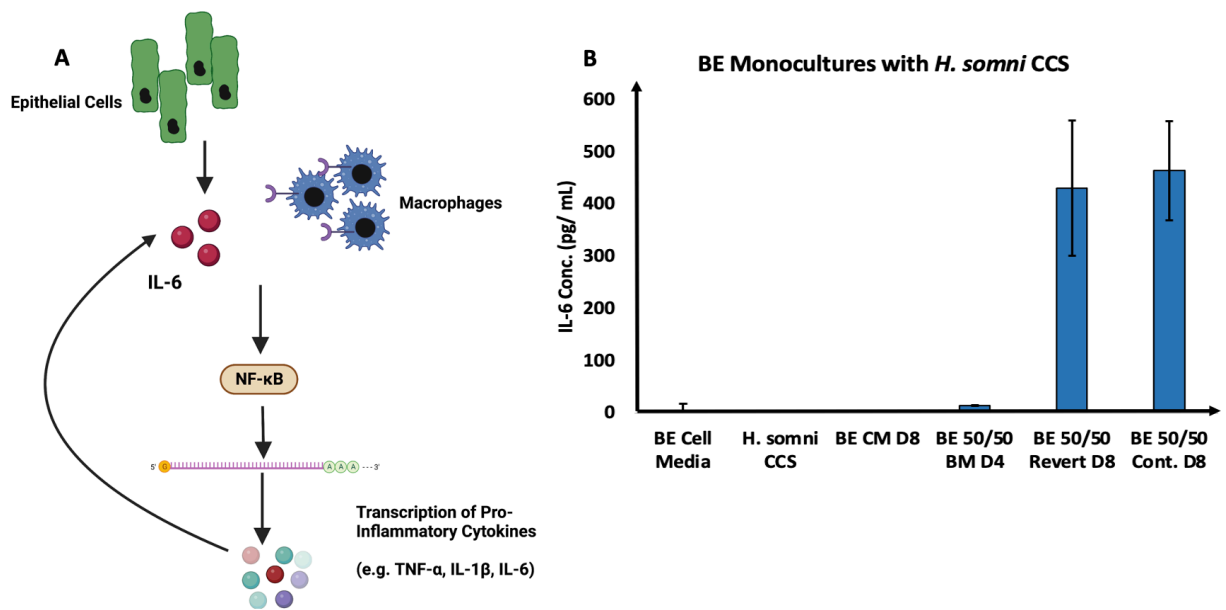 A
Epithelial Cells
Macrophages
IL-6
NF-κB
5' G A A A ---3'
Transcription of Pro-
Inflammatory Cytokines
(e.g. TNF-α, IL-1β, IL-6)
B
BE Monocultures with H. somni CCS
IL-6 Conc. (pg/ mL)
600
500
400
300
200
100
0
BE Cell
Media
H. somni
CCS
BE CM D8
BE 50/50
BM D4
BE 50/50
Revert D8
BE 50/50
Cont. D8